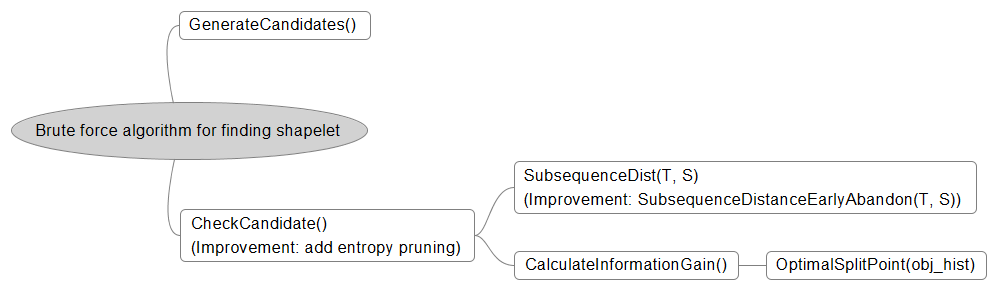 GenerateCandidates()
Brute force algorithm for finding shapelet
CheckCandidate()
(Improvement: add entropy pruning)
SubsequenceDist(T, S)
(Improvement: SubsequenceDistanceEarlyAbandon(T, S))
CalculateInformationGain()
OptimalSplitPoint(obj_hist)